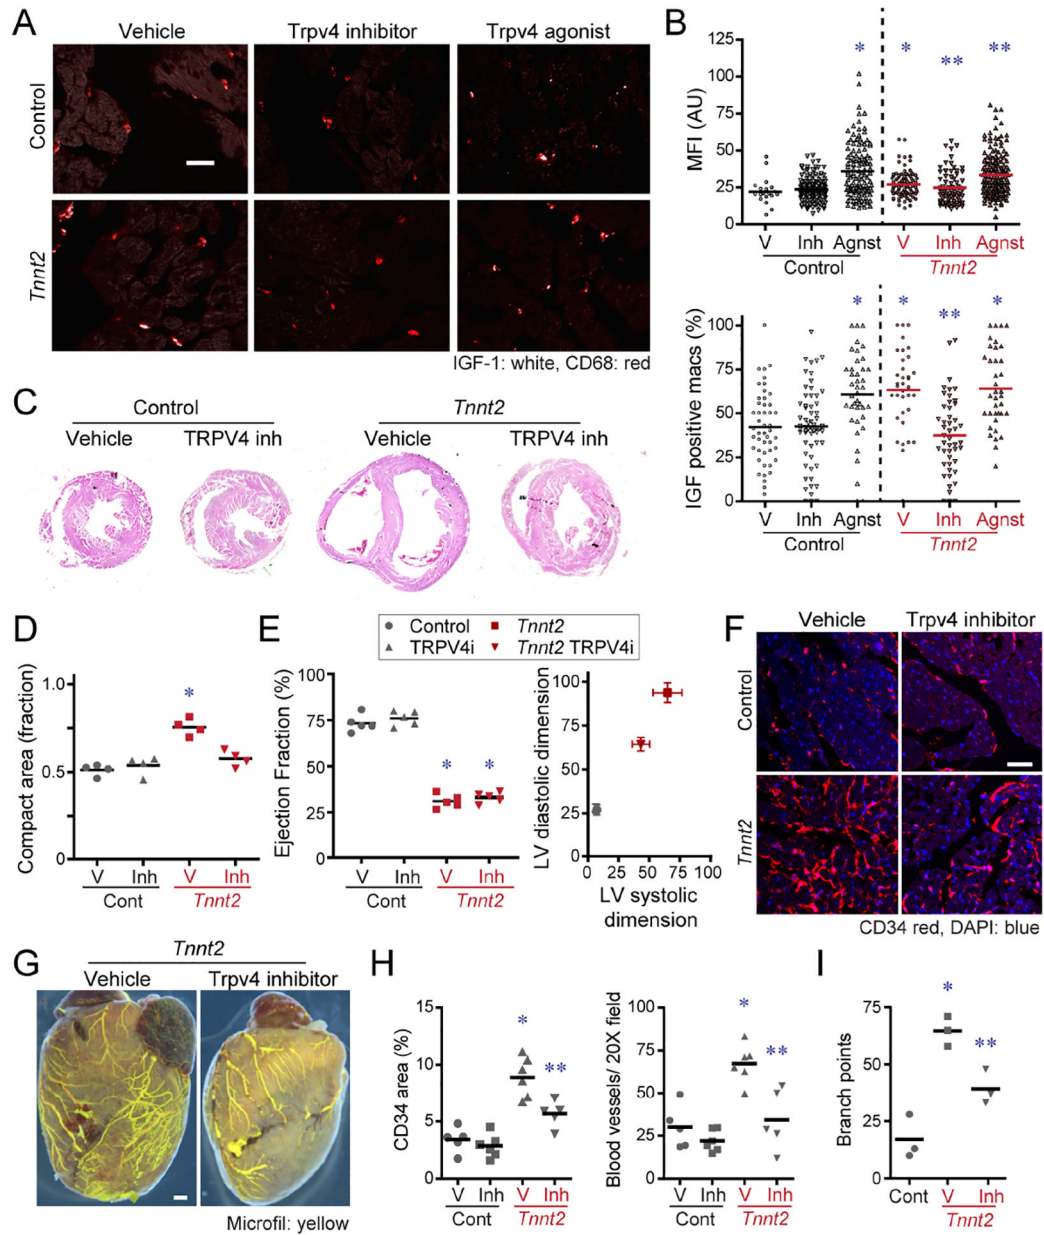 A
Vehicle Trpv4 inhibitor Trpv4 agonist
Control
Tnnt2
IGF-1: white, CD68: red
B
MFI (AU)
125
100
75
50
25
0
* * ** **
V Inh Agnst V Inh Agnst
Control Tnnt2
IGF positive macs (%)
100
75
50
25
0
* * ** *
V Inh Agnst V Inh Agnst
Control Tnnt2
C
Control Tnnt2
Vehicle TRPV4 inh Vehicle TRPV4 inh
D
Compact area (fraction)
1.0
0.5
0
*
V Inh V Inh
Cont Tnnt2
E
Control Tnnt2
TRPV4i Tnnt2 TRPV4i
Ejection Fraction (%)
100
75
50
25
0
* *
V Inh V Inh
Cont Tnnt2
LV diastolic dimension
100
75
50
25
0
0 25 50 75 100
LV systolic
dimension
F
Vehicle Trpv4 inhibitor
Control
Tnnt2
CD34 red, DAPI: blue
G
Tnnt2
Vehicle Trpv4 inhibitor
Microfil: yellow
H
CD34 area (%)
15
10
5
0
* **
V Inh V Inh
Cont Tnnt2
Blood vessels/ 20X field
100
75
50
25
0
* **
V Inh V Inh
Cont Tnnt2
I
Branch points
75
50
25
0
* **
Cont V Inh
Tnnt2